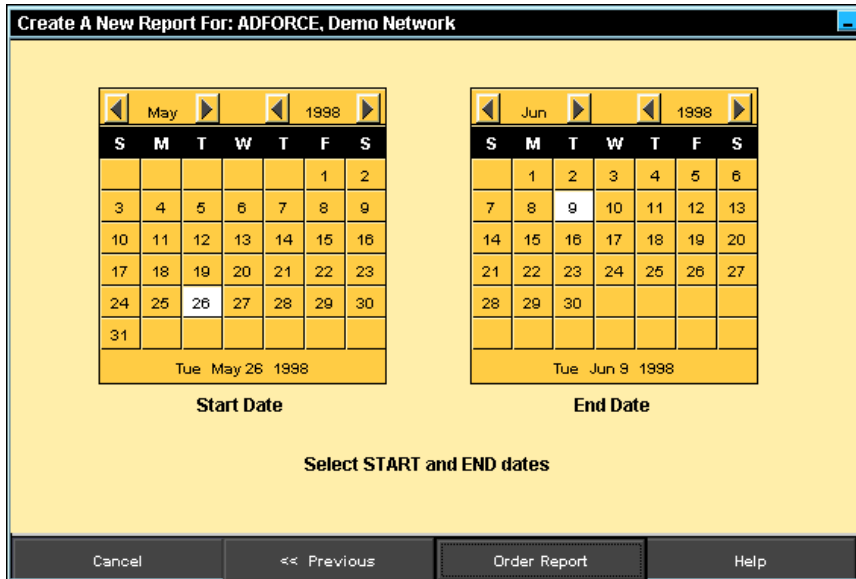 Create A New Report For: ADFORCE, Demo Network
May 1998
S M T W T F S
1 2
3 4 5 6 7 8 9
10 11 12 13 14 15 16
17 18 19 20 21 22 23
24 25 26 27 28 29 30
31
Tue May 26 1998
Start Date
Jun 1998
S M T W T F S
1 2 3 4 5 6
7 8 9 10 11 12 13
14 15 16 17 18 19 20
21 22 23 24 25 26 27
28 29 30
Tue Jun 9 1998
End Date
Select START and END dates
Cancel << Previous Order Report Help